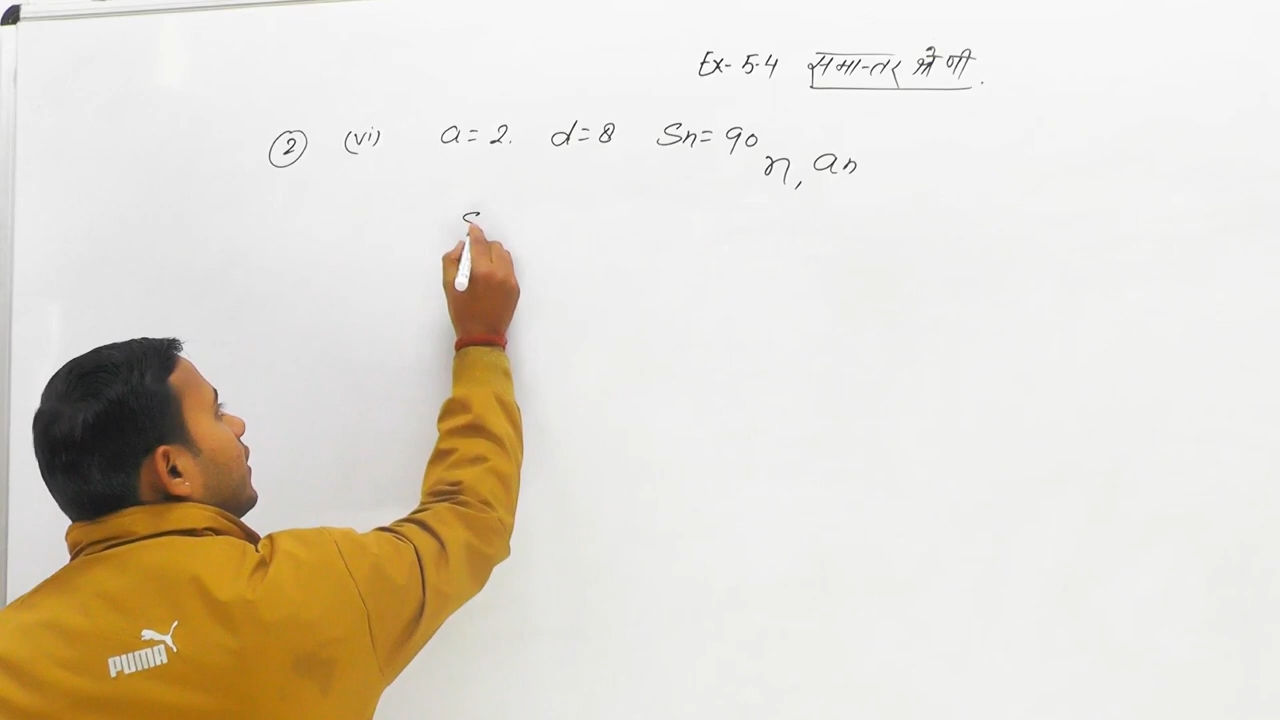 Ex- 5.4 समान्तर श्रेणी.
② (vi) a = 2. d = 8 Sn = 90
n, an
S
PUMA